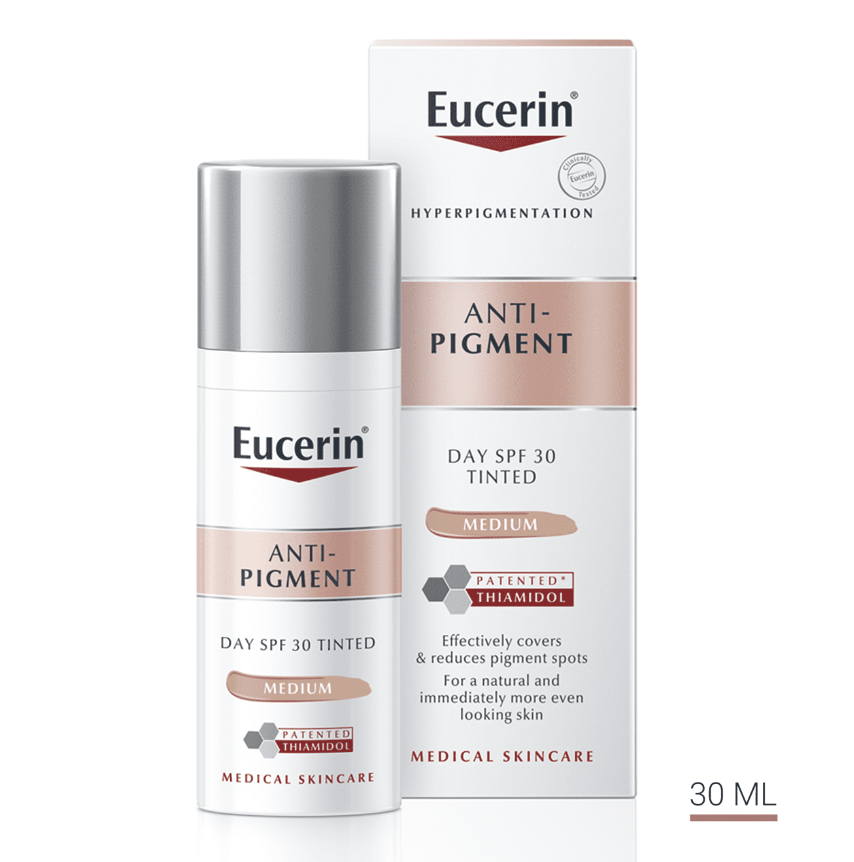 Eucerin®
Clinically
Eucerin
Tested
HYPERPIGMENTATION
ANTI-
PIGMENT
DAY SPF 30
TINTED
MEDIUM
PATENTED*
THIAMIDOL
Effectively covers
& reduces pigment spots
For a natural and
immediately more even
looking skin
MEDICAL SKINCARE
Eucerin®
ANTI-
PIGMENT
DAY SPF 30 TINTED
MEDIUM
PATENTED
THIAMIDOL
MEDICAL SKINCARE
30 ML